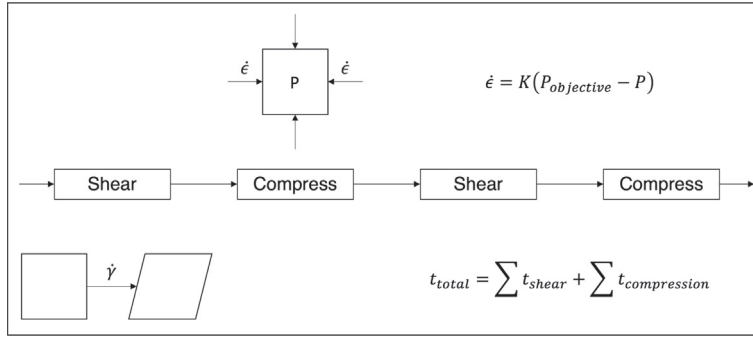 ϵ̇ P ϵ̇
ϵ̇ = K(P_objective − P)
Shear Compress Shear Compress
γ̇
t_total = ∑ t_shear + ∑ t_compression